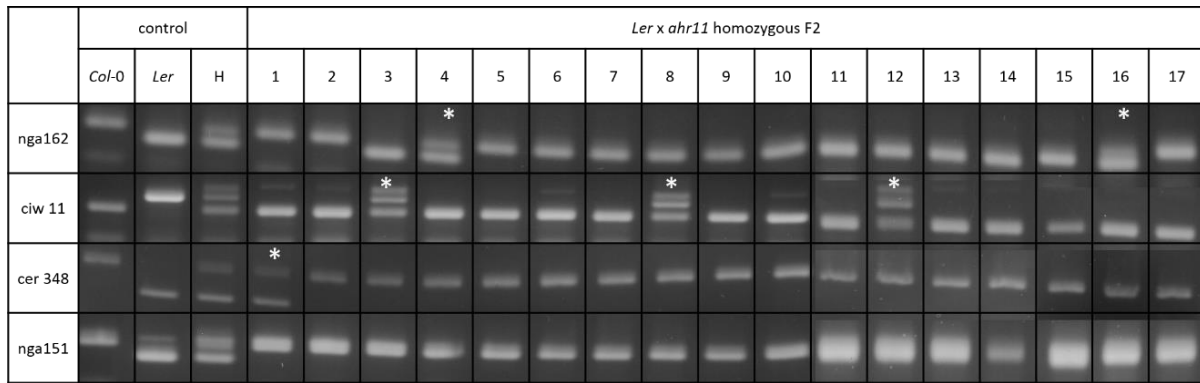 control Ler x ahr11 homozygous F2
Col-0 Ler H 1 2 3 4 5 6 7 8 9 10 11 12 13 14 15 16 17
nga162 * *
ciw 11 * * *
cer 348 *
nga151